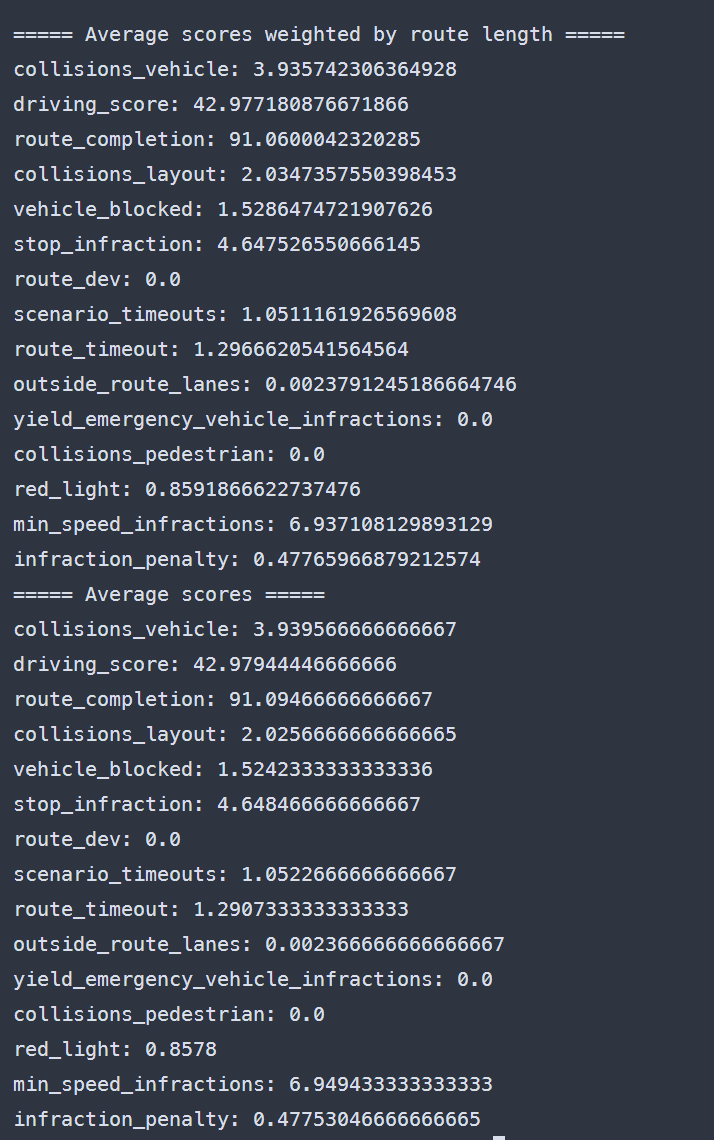 ===== Average scores weighted by route length =====
collisions_vehicle: 3.935742306364928
driving_score: 42.977180876671866
route_completion: 91.0600042320285
collisions_layout: 2.0347357550398453
vehicle_blocked: 1.5286474721907626
stop_infraction: 4.647526550666145
route_dev: 0.0
scenario_timeouts: 1.0511161926569608
route_timeout: 1.2966620541564564
outside_route_lanes: 0.0023791245186664746
yield_emergency_vehicle_infractions: 0.0
collisions_pedestrian: 0.0
red_light: 0.8591866622737476
min_speed_infractions: 6.937108129893129
infraction_penalty: 0.47765966879212574
===== Average scores =====
collisions_vehicle: 3.939566666666667
driving_score: 42.97944446666666
route_completion: 91.09466666666667
collisions_layout: 2.0256666666666665
vehicle_blocked: 1.5242333333333336
stop_infraction: 4.648466666666667
route_dev: 0.0
scenario_timeouts: 1.0522666666666667
route_timeout: 1.2907333333333333
outside_route_lanes: 0.002366666666666667
yield_emergency_vehicle_infractions: 0.0
collisions_pedestrian: 0.0
red_light: 0.8578
min_speed_infractions: 6.949433333333333
infraction_penalty: 0.47753046666666665